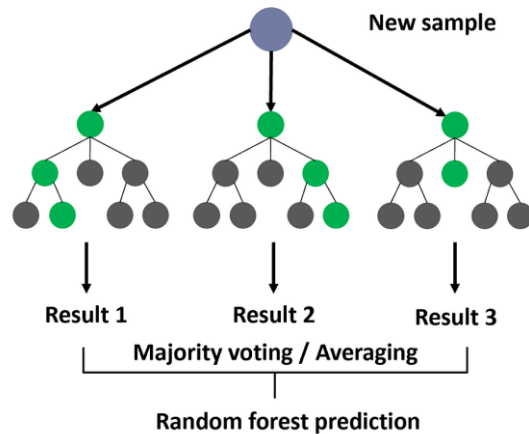 New sample
Result 1 Result 2 Result 3
Majority voting / Averaging
Random forest prediction